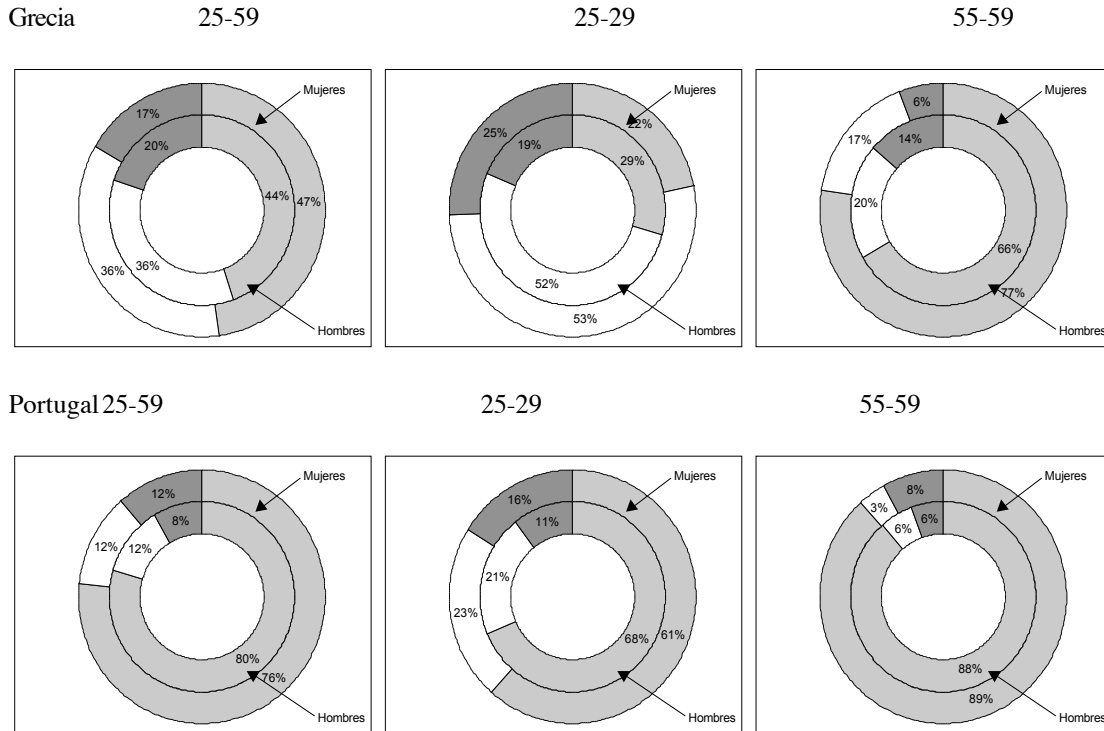 Grecia 25-59 25-29 55-59
Mujeres Mujeres Mujeres
6%
17% 22%
25% 17% 14%
20% 19%
29%
44% 47% 20%
66%
36% 36% 52% 77%
53%
Hombres Hombres Hombres
Portugal 25-59 25-29 55-59
Mujeres Mujeres Mujeres
12% 16% 8%
8% 11% 3% 6% 6%
12% 12% 21%
23% 68% 61%
80% 88%
76% 89%
Hombres Hombres Hombres